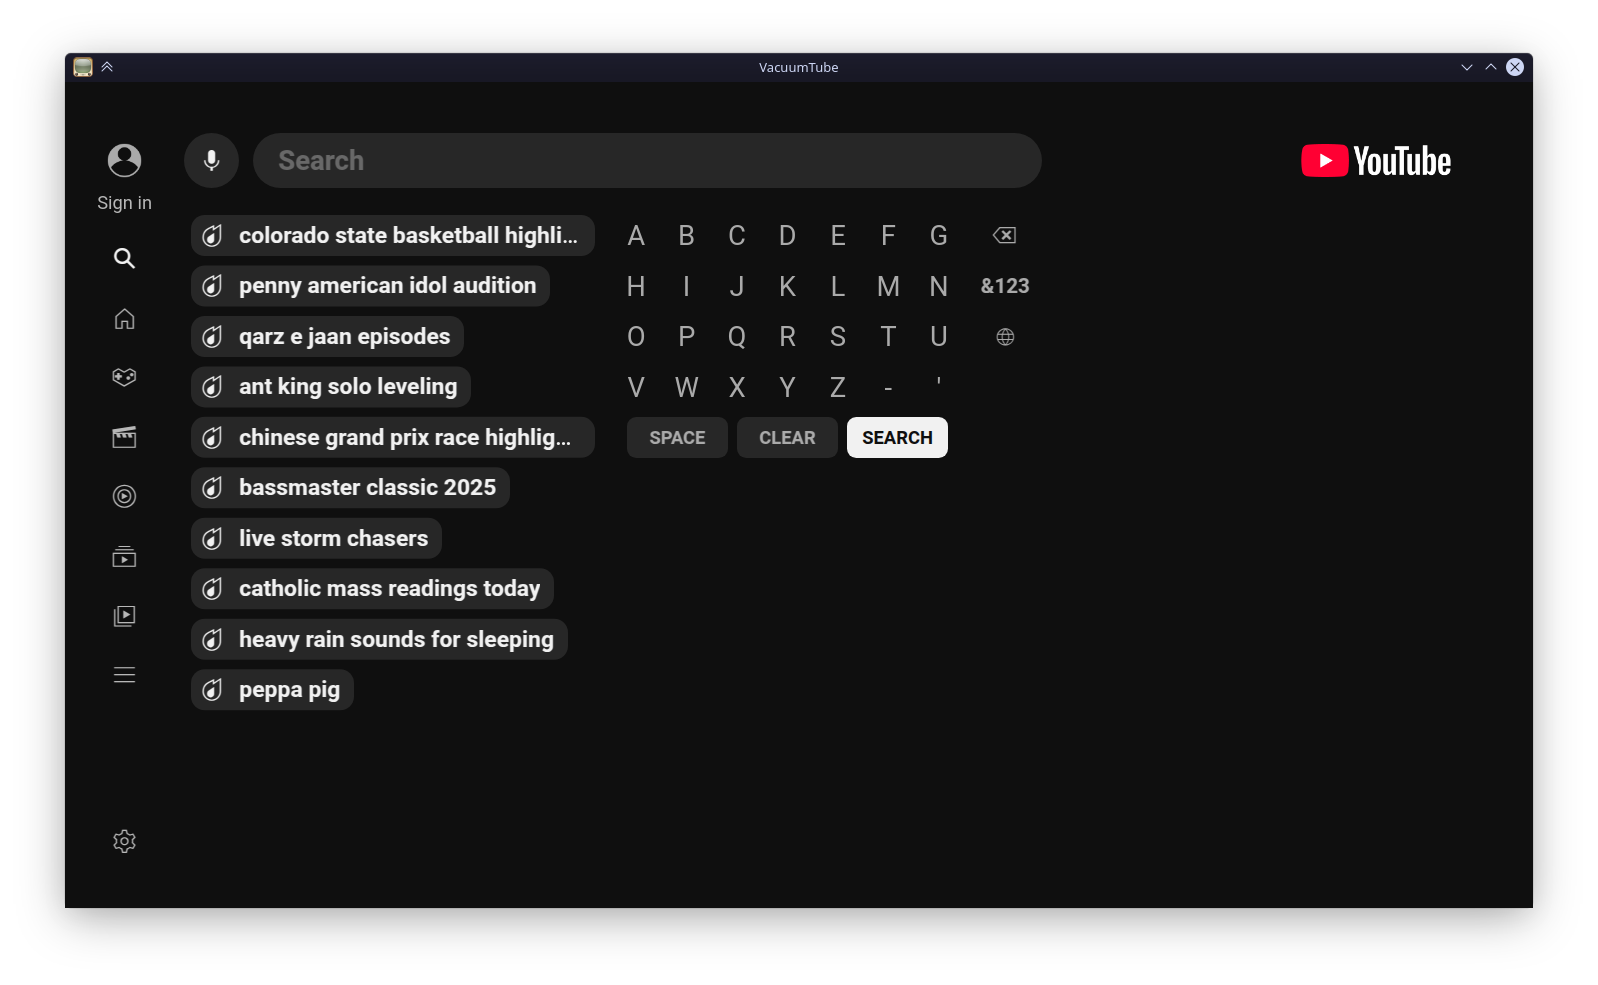 VacuumTube
Search
YouTube
Sign in
colorado state basketball highli...
penny american idol audition
qarz e jaan episodes
ant king solo leveling
chinese grand prix race highlig...
bassmaster classic 2025
live storm chasers
catholic mass readings today
heavy rain sounds for sleeping
peppa pig
A B C D E F G
H I J K L M N &123
O P Q R S T U
V W X Y Z - '
SPACE CLEAR SEARCH